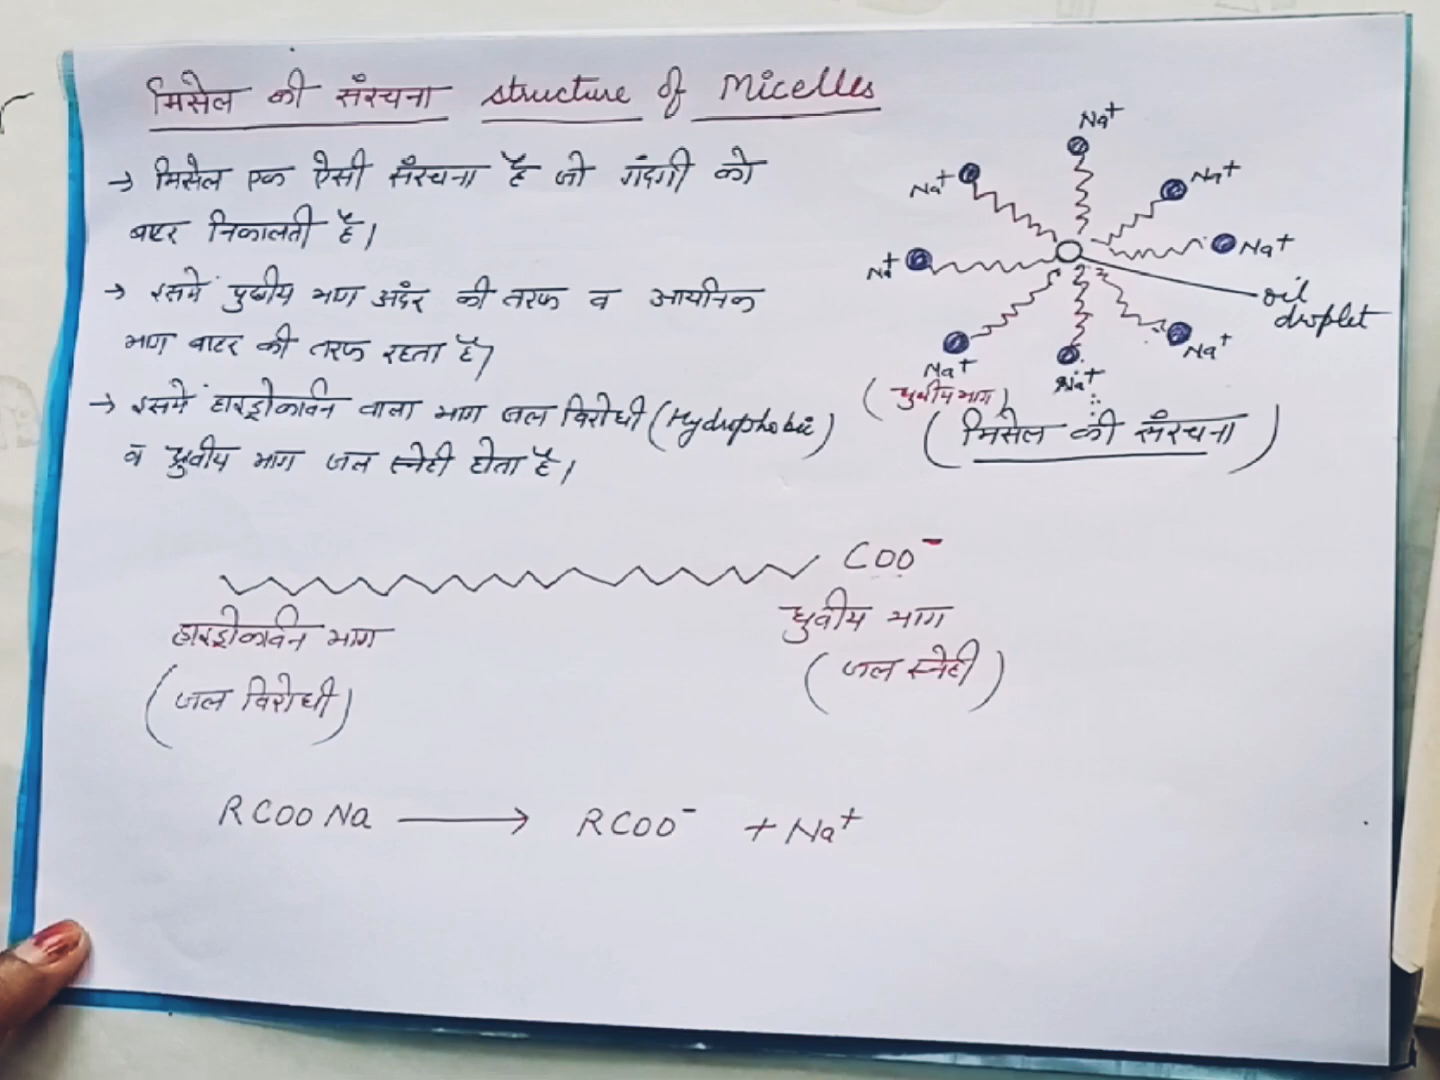 मिसेल की संरचना structure of Micelles
→ मिसेल एक ऐसी संरचना है जो गंदगी को
बाहर निकालती है।
→ इसमें पुछीय भाग अंदर की तरफ व आयनिक
भाग बाहर की तरफ रहता है।
→ इसमें हाइड्रोकार्बन वाला भाग जल विरोधी (Hydrophobic)
व ध्रुवीय भाग जल स्नेही होता है।
Na+
Na+
Na+
Na+
Na+
oil
droplet
Na+
Na+
Na+
(ध्रुवीय भाग)
(मिसेल की संरचना)
COO⁻
हाइड्रोकार्बन भाग
(जल विरोधी)
ध्रुवीय भाग
(जल स्नेही)
RCOONa ⟶ RCOO⁻ + Na⁺